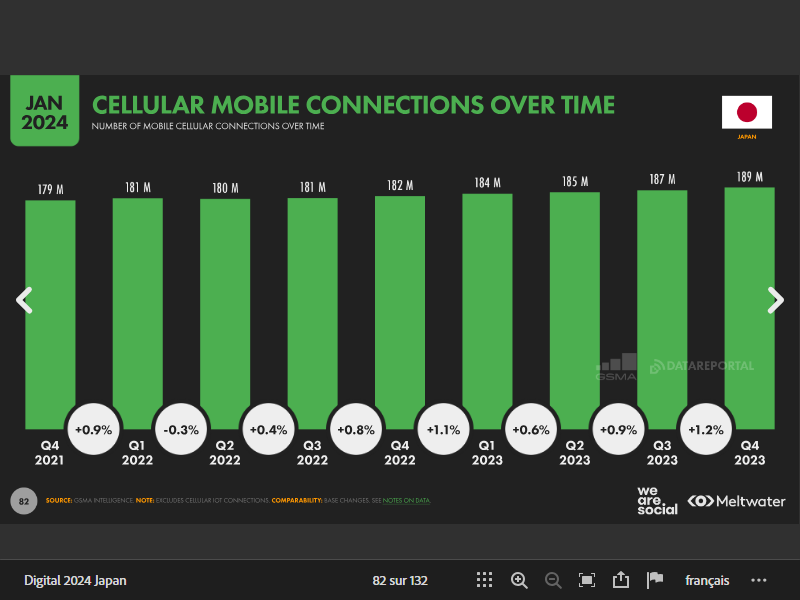 JAN
2024
CELLULAR MOBILE CONNECTIONS OVER TIME
NUMBER OF MOBILE CELLULAR CONNECTIONS OVER TIME
JAPAN
179 M
181 M
180 M
181 M
182 M
184 M
185 M
187 M
189 M
GSMA
DATAREPORTAL
+0.9%
-0.3%
+0.4%
+0.8%
+1.1%
+0.6%
+0.9%
+1.2%
Q4
2021
Q1
2022
Q2
2022
Q3
2022
Q4
2022
Q1
2023
Q2
2023
Q3
2023
Q4
2023
82
SOURCE: GSMA INTELLIGENCE. NOTE: EXCLUDES CELLULAR IOT CONNECTIONS. COMPARABILITY: BASE CHANGES. SEE NOTES ON DATA.
we
are
social
Meltwater
Digital 2024 Japan
82 sur 132
français